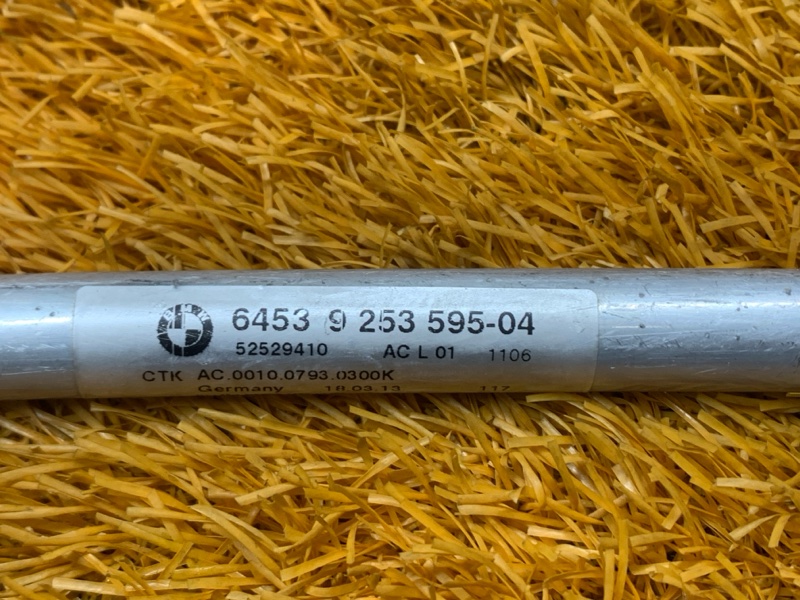 6453 9 253 595-04
52529410 AC L 01 1106
CTK AC.0010.0793.0300K
Germany 18.03.13 117